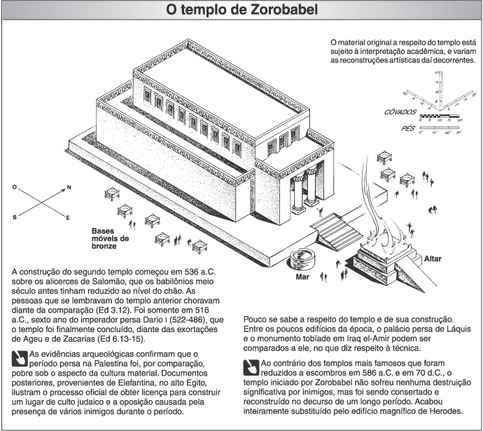 O templo de Zorobabel
O material original a respeito do templo está
sujeito à interpretação acadêmica, e variam
as reconstruções artísticas daí decorrentes.
CÔVADOS
PÉS
O
N
S
E
Bases
móveis de
bronze
Mar
Altar
A construção do segundo templo começou em 536 a.C.
sobre os alicerces de Salomão, que os babilônios meio
século antes tinham reduzido ao nível do chão. As
pessoas que se lembravam do templo anterior choravam
diante da comparação (Ed 3.12). Foi somente em 516
a.C., sexto ano do imperador persa Dario I (522-486), que
o templo foi finalmente concluído, diante das exortações
de Ageu e de Zacarias (Ed 6.13-15).
As evidências arqueológicas confirmam que o
período persa na Palestina foi, por comparação,
pobre sob o aspecto da cultura material. Documentos
posteriores, provenientes de Elefantina, no alto Egito,
ilustram o processo oficial de obter licença para construir
um lugar de culto judaico e a oposição causada pela
presença de vários inimigos durante o período.
Pouco se sabe a respeito do templo e de sua construção.
Entre os poucos edifícios da época, o palácio persa de Láquis
e o monumento tobíade em Iraq el-Amir podem ser
comparados a ele, no que diz respeito à técnica.
Ao contrário dos templos mais famosos que foram
reduzidos a escombros em 586 a.C. e em 70 d.C., o
templo iniciado por Zorobabel não sofreu nenhuma destruição
significativa por inimigos, mas foi sendo consertado e
reconstruído no decurso de um longo período. Acabou
inteiramente substituído pelo edifício magnífico de Herodes.